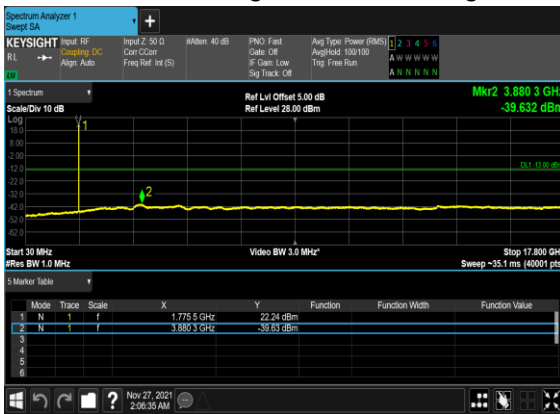 Spectrum Analyzer 1
Swept SA
+
KEYSIGHT Input: RF Input Z: 50 Ω #Atten: 40 dB PNO: Fast Avg Type: Power (RMS) 1 2 3 4 5 6
RL Coupling: DC Corr CCorr Gate: Off Avg|Hold: 100/100 A W W W W W
Align: Auto Freq Ref: Int (S) IF Gain: Low Trig: Free Run
LV Sig Track: Off A N N N N N
1 Spectrum Ref Lvl Offset 5.00 dB Mkr2 3.880 3 GHz
Scale/Div 10 dB Ref Level 28.00 dBm -39.632 dBm
Log
1
18.0
8.00
-2.00
-12.0 DL1 -13.00 dBm
-22.0
-32.0 2
-42.0
-52.0
-62.0
Start 30 MHz Video BW 3.0 MHz* Stop 17.800 GHz
#Res BW 1.0 MHz Sweep ~35.1 ms (40001 pts)
5 Marker Table
Mode Trace Scale X Y Function Function Width Function Value
1 N 1 f 1.775 5 GHz 22.24 dBm
2 N 1 f 3.880 3 GHz -39.63 dBm
3
4
5
6
? Nov 27, 2021
2:06:35 AM